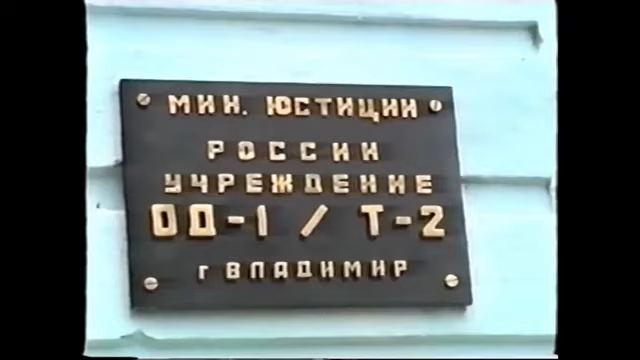 МИН. ЮСТИЦИИ
РОССИИ
УЧРЕЖДЕНИЕ
ОД-1 / Т-2
г ВЛАДИМИР